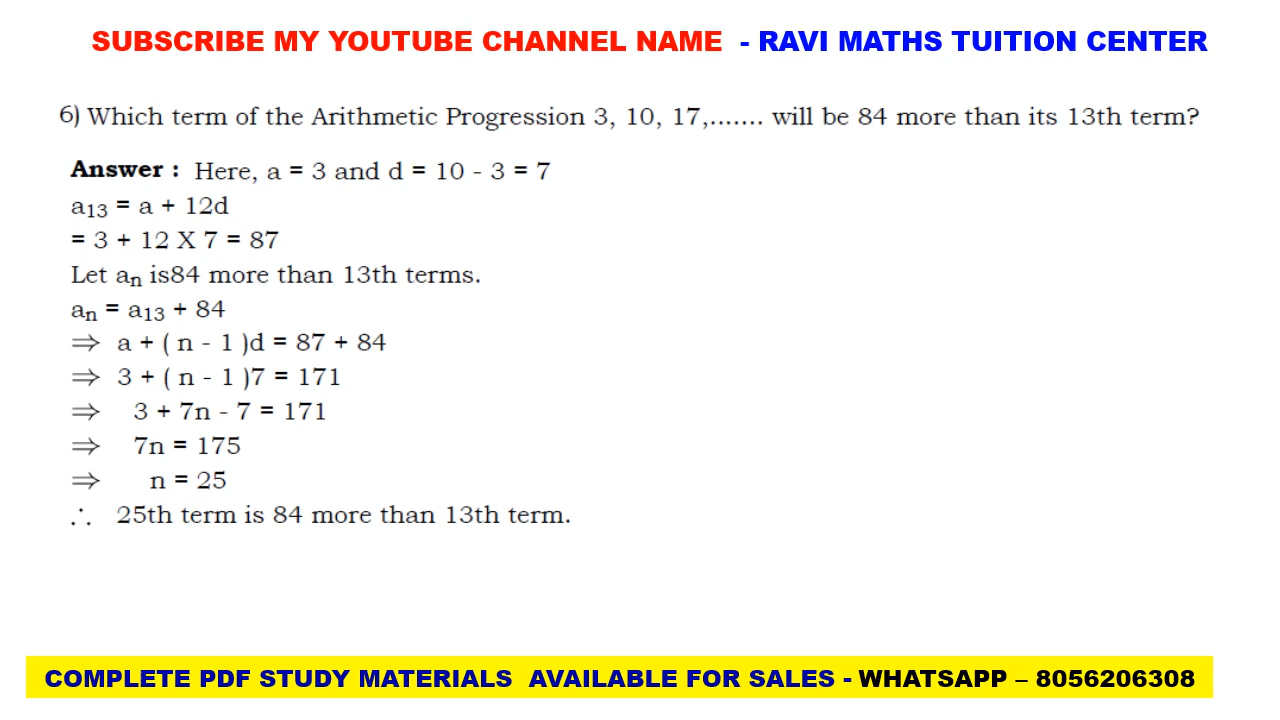 SUBSCRIBE MY YOUTUBE CHANNEL NAME - RAVI MATHS TUITION CENTER
6) Which term of the Arithmetic Progression 3, 10, 17,....... will be 84 more than its 13th term?
Answer : Here, a = 3 and d = 10 - 3 = 7
a₁₃ = a + 12d
= 3 + 12 X 7 = 87
Let aₙ is84 more than 13th terms.
aₙ = a₁₃ + 84
⇒ a + ( n - 1 )d = 87 + 84
⇒ 3 + ( n - 1 )7 = 171
⇒ 3 + 7n - 7 = 171
⇒ 7n = 175
⇒ n = 25
∴ 25th term is 84 more than 13th term.
COMPLETE PDF STUDY MATERIALS AVAILABLE FOR SALES - WHATSAPP – 8056206308